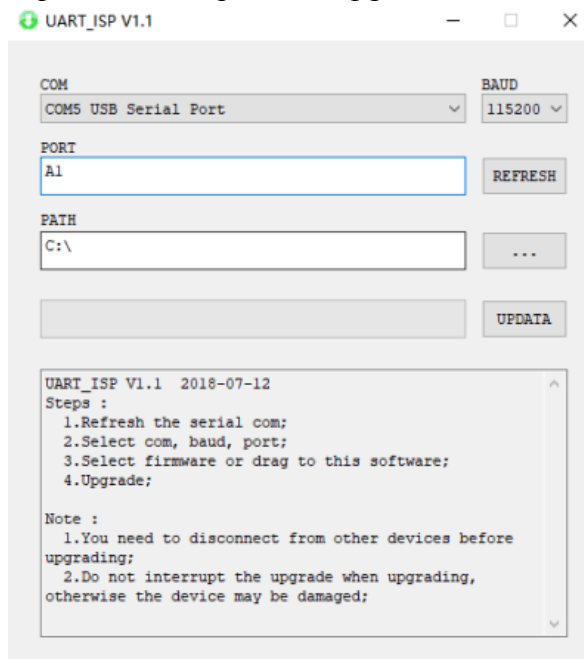 UART_ISP V1.1
COM
BAUD
COM5 USB Serial Port
115200
PORT
A1
REFRESH
PATH
C:\
...
UPDATA
UART_ISP V1.1 2018-07-12
Steps :
1.Refresh the serial com;
2.Select com, baud, port;
3.Select firmware or drag to this software;
4.Upgrade;
Note :
1.You need to disconnect from other devices before
upgrading;
2.Do not interrupt the upgrade when upgrading,
otherwise the device may be damaged;